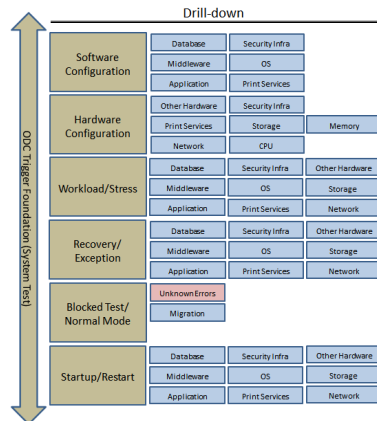 Drill-down
ODC Trigger Foundation (System Test)
Software
Configuration
Database
Security Infra
Middleware
OS
Application
Print Services
Hardware
Configuration
Other Hardware
Security Infra
Print Services
Storage
Memory
Network
CPU
Workload/Stress
Database
Security Infra
Other Hardware
Middleware
OS
Storage
Application
Print Services
Network
Recovery/
Exception
Database
Security Infra
Other Hardware
Middleware
OS
Storage
Application
Print Services
Network
Blocked Test/
Normal Mode
Unknown Errors
Migration
Startup/Restart
Database
Security Infra
Other Hardware
Middleware
OS
Storage
Application
Print Services
Network